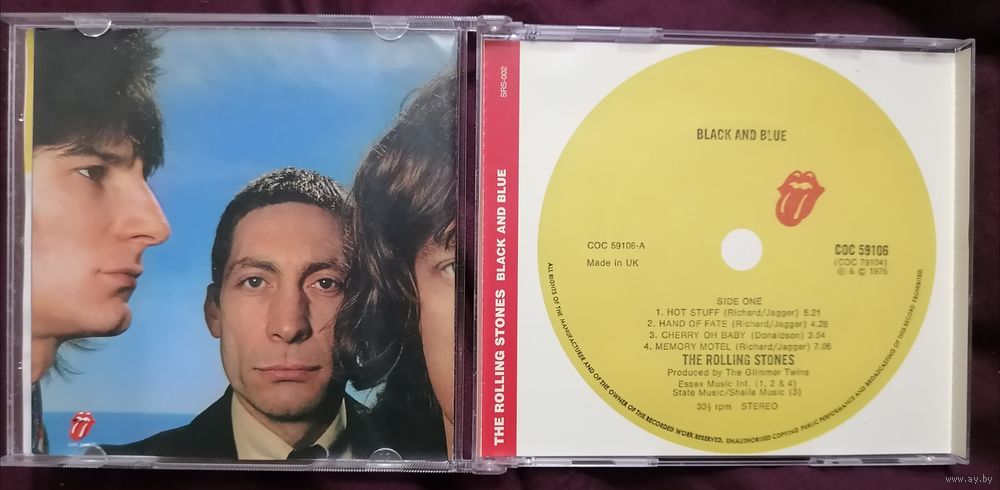 SRS-002
THE ROLLING STONES BLACK AND BLUE
BLACK AND BLUE
COC 59106-A
Made in UK
COC 59106
(COC 79104)
℗ & © 1976
SIDE ONE
1. HOT STUFF (Richard/Jagger) 5.21
2. HAND OF FATE (Richard/Jagger) 4.28
3. CHERRY OH BABY (Donaldson) 3.54
4. MEMORY MOTEL (Richard/Jagger) 7.06
THE ROLLING STONES
Produced by The Glimmer Twins
Essex Music Int. (1, 2 & 4)
State Music/Sheila Music (3)
33⅓ rpm STEREO
ALL RIGHTS OF THE MANUFACTURER AND OF THE OWNER OF THE RECORDED WORK RESERVED. UNAUTHORISED COPYING PUBLIC PERFORMANCE AND BROADCASTING OF THIS RECORD PROHIBITED.
www.ay.by